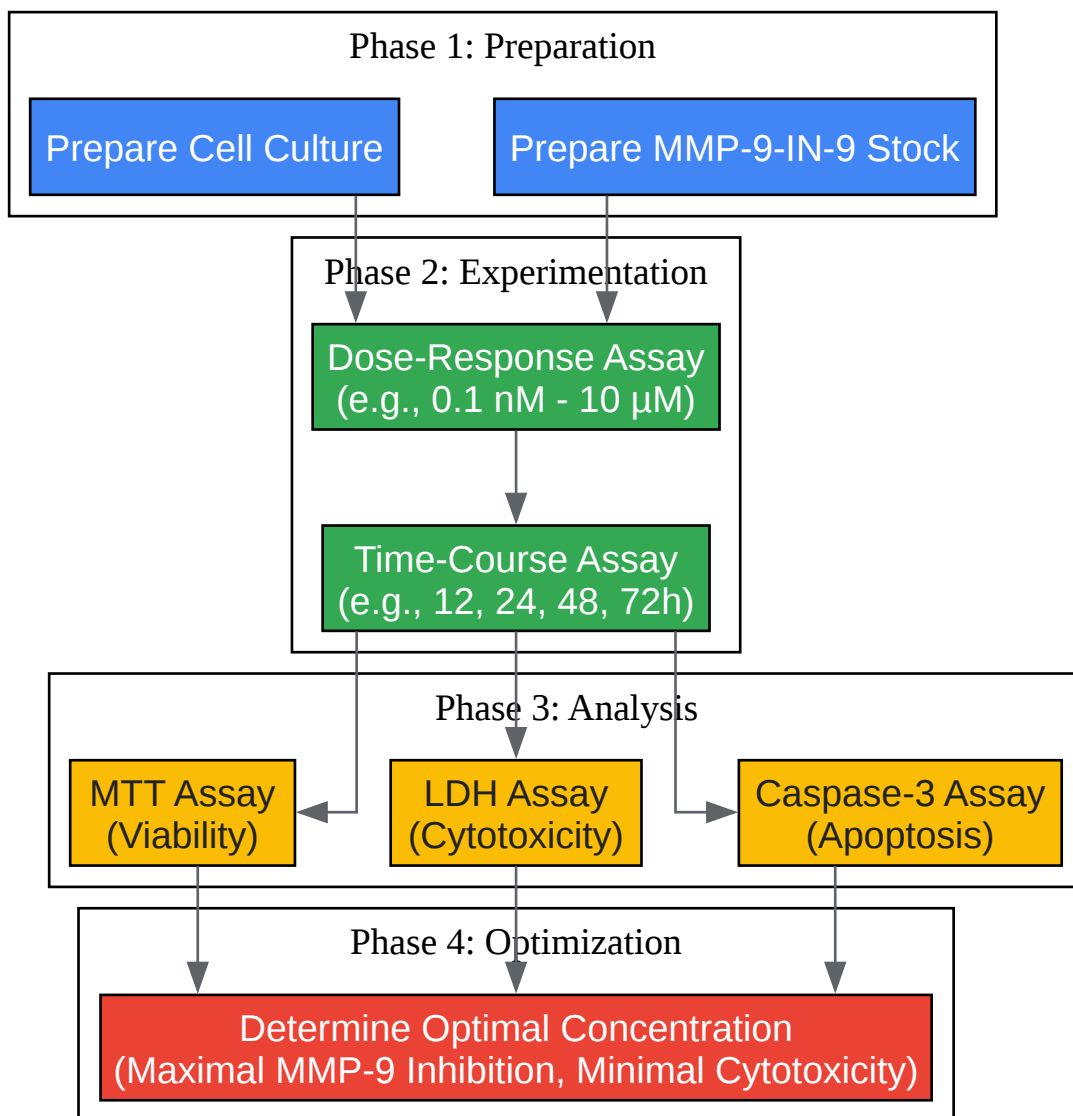 Phase 1: Preparation
Prepare Cell Culture
Prepare MMP-9-IN-9 Stock
Phase 2: Experimentation
Dose-Response Assay
(e.g., 0.1 nM - 10 µM)
Time-Course Assay
(e.g., 12, 24, 48, 72h)
Phase 3: Analysis
MTT Assay
(Viability)
LDH Assay
(Cytotoxicity)
Caspase-3 Assay
(Apoptosis)
Phase 4: Optimization
Determine Optimal Concentration
(Maximal MMP-9 Inhibition, Minimal Cytotoxicity)